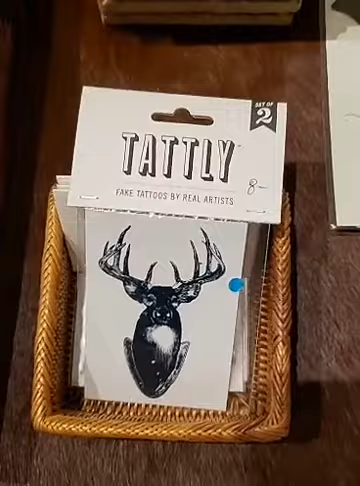 SET OF
2
TATTLY
FAKE TATTOOS BY REAL ARTISTS
8-